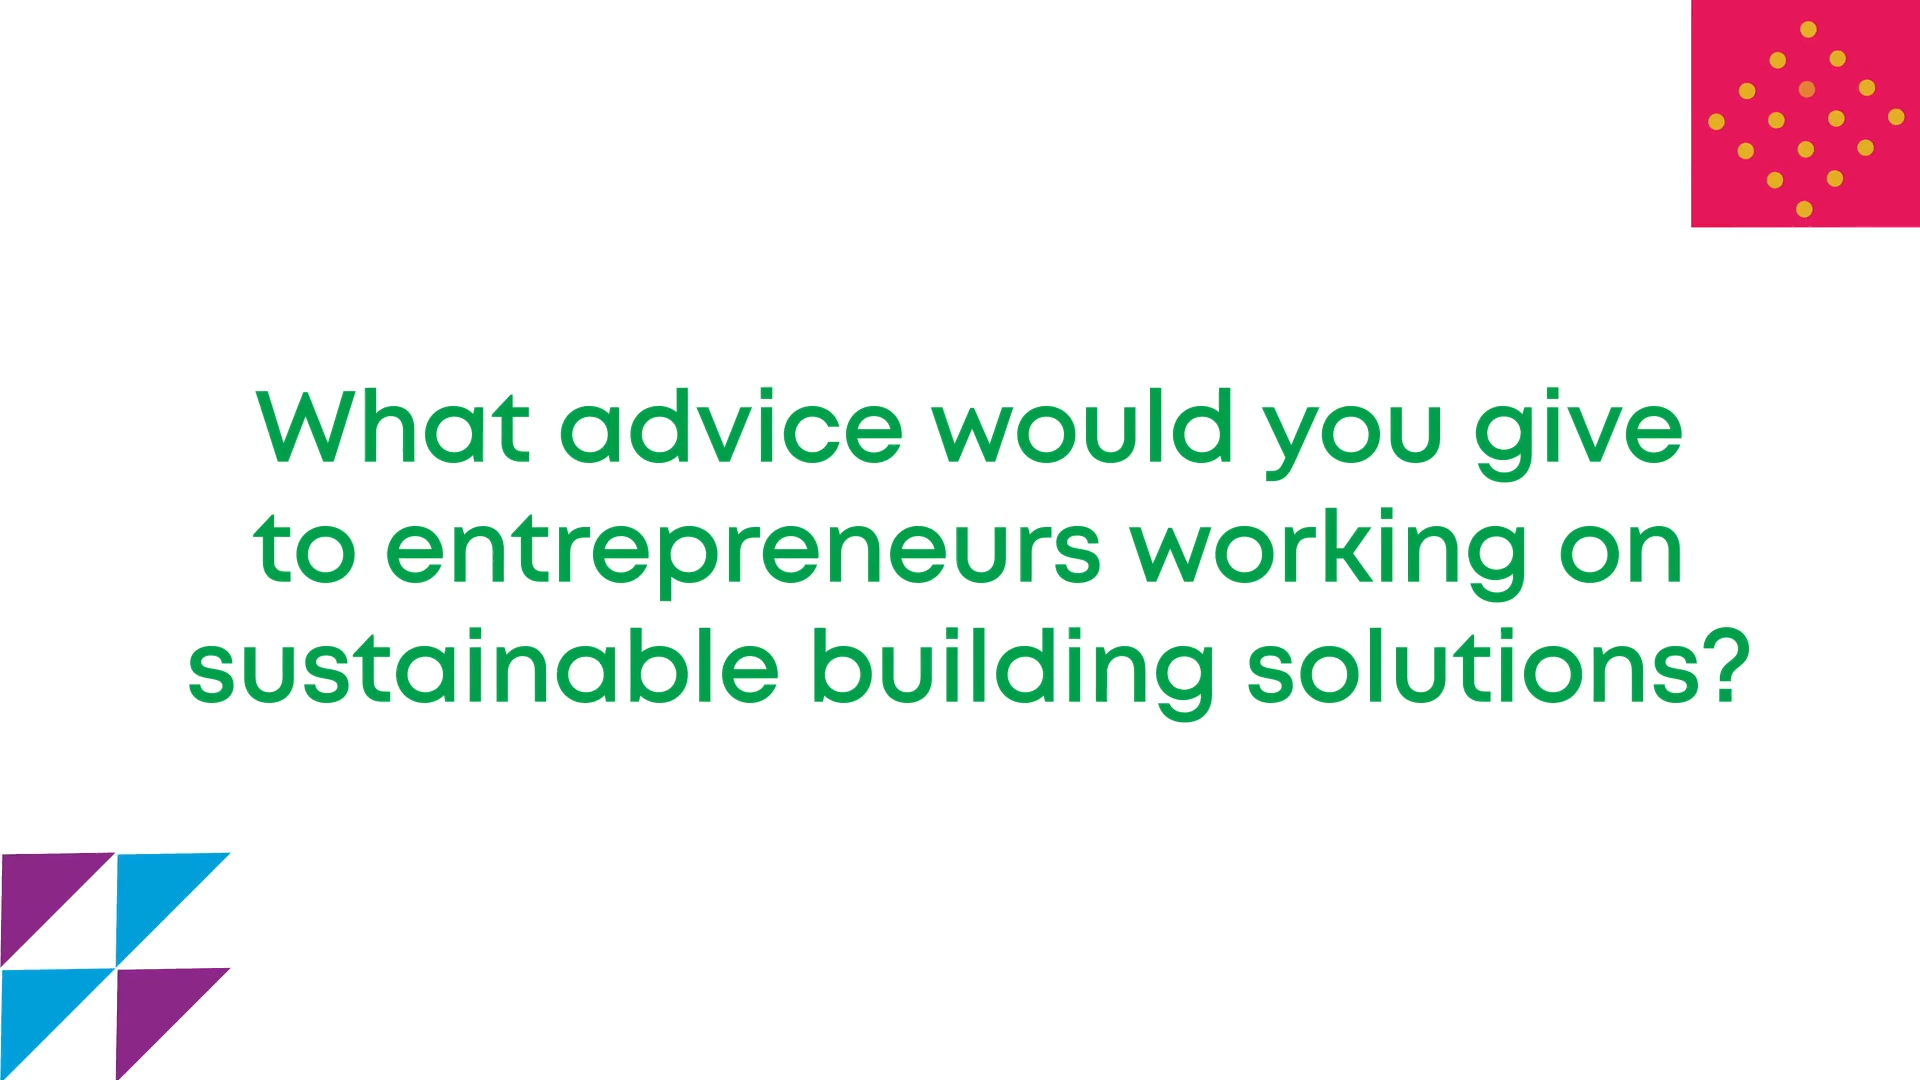 What advice would you give
to entrepreneurs working on
sustainable building solutions?